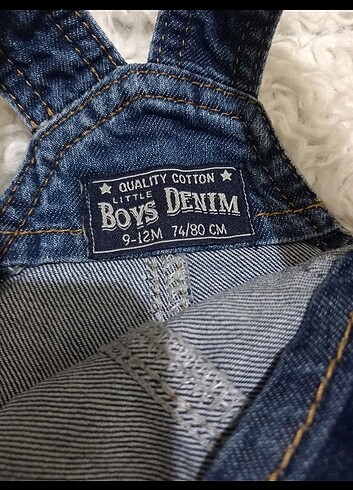 ★ QUALITY COTTON ★
LITTLE
BOYS DENIM
9-12M 74/80 CM